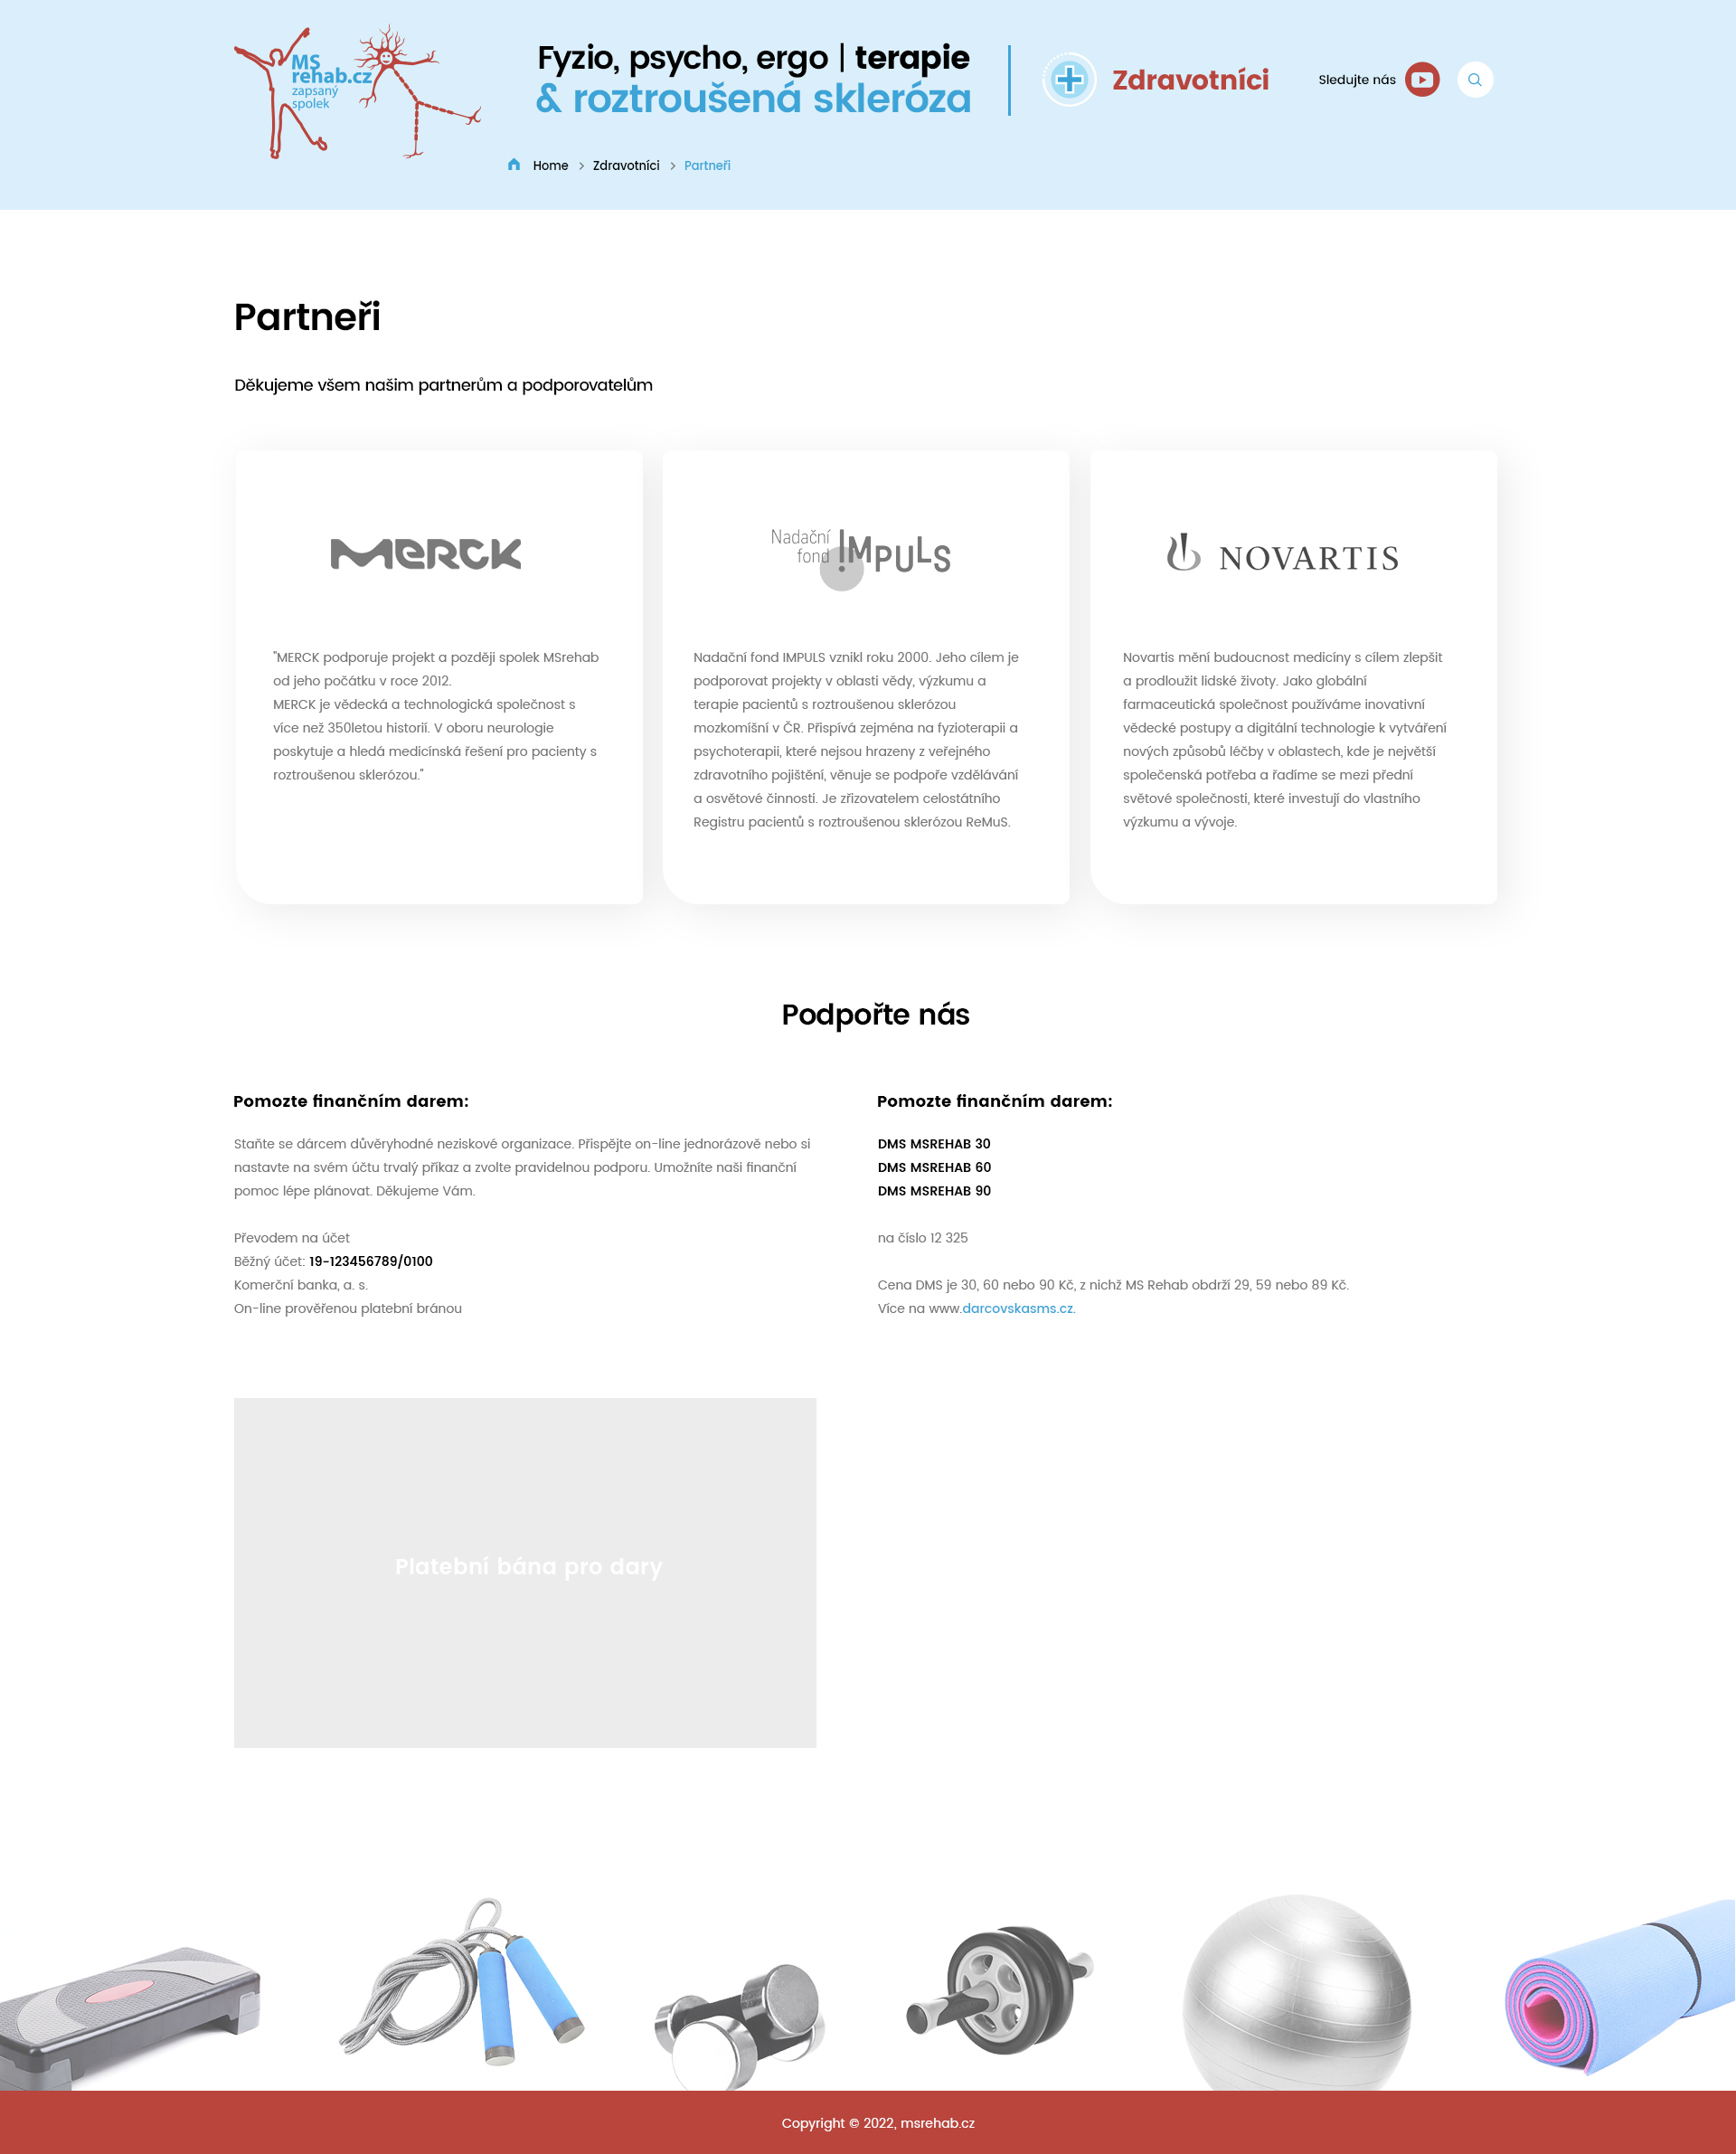 MS
rehab.cz
zapsaný
spolek
Fyzio, psycho, ergo | terapie
& roztroušená skleróza
Zdravotníci
Sledujte nás
Home > Zdravotníci > Partneři
Partneři
Děkujeme všem našim partnerům a podporovatelům
MERCK
"MERCK podporuje projekt a později spolek MSrehab
od jeho počátku v roce 2012.
MERCK je vědecká a technologická společnost s
více než 350letou historií. V oboru neurologie
poskytuje a hledá medicínská řešení pro pacienty s
roztroušenou sklerózou."
Nadační
fond
IMPULS
Nadační fond IMPULS vznikl roku 2000. Jeho cílem je
podporovat projekty v oblasti vědy, výzkumu a
terapie pacientů s roztroušenou sklerózou
mozkomíšní v ČR. Přispívá zejména na fyzioterapii a
psychoterapii, které nejsou hrazeny z veřejného
zdravotního pojištění, věnuje se podpoře vzdělávání
a osvětové činnosti. Je zřizovatelem celostátního
Registru pacientů s roztroušenou sklerózou ReMuS.
NOVARTIS
Novartis mění budoucnost medicíny s cílem zlepšit
a prodloužit lidské životy. Jako globální
farmaceutická společnost používáme inovativní
vědecké postupy a digitální technologie k vytváření
nových způsobů léčby v oblastech, kde je největší
společenská potřeba a řadíme se mezi přední
světové společnosti, které investují do vlastního
výzkumu a vývoje.
Podpořte nás
Pomozte finančním darem:
Staňte se dárcem důvěryhodné neziskové organizace. Přispějte on-line jednorázově nebo si
nastavte na svém účtu trvalý příkaz a zvolte pravidelnou podporu. Umožníte naši finanční
pomoc lépe plánovat. Děkujeme Vám.
Převodem na účet
Běžný účet: 19-123456789/0100
Komerční banka, a. s.
On-line prověřenou platební bránou
Pomozte finančním darem:
DMS MSREHAB 30
DMS MSREHAB 60
DMS MSREHAB 90
na číslo 12 325
Cena DMS je 30, 60 nebo 90 Kč, z nichž MS Rehab obdrží 29, 59 nebo 89 Kč.
Více na www.darcovskasms.cz.
Platební bána pro dary
Copyright © 2022, msrehab.cz